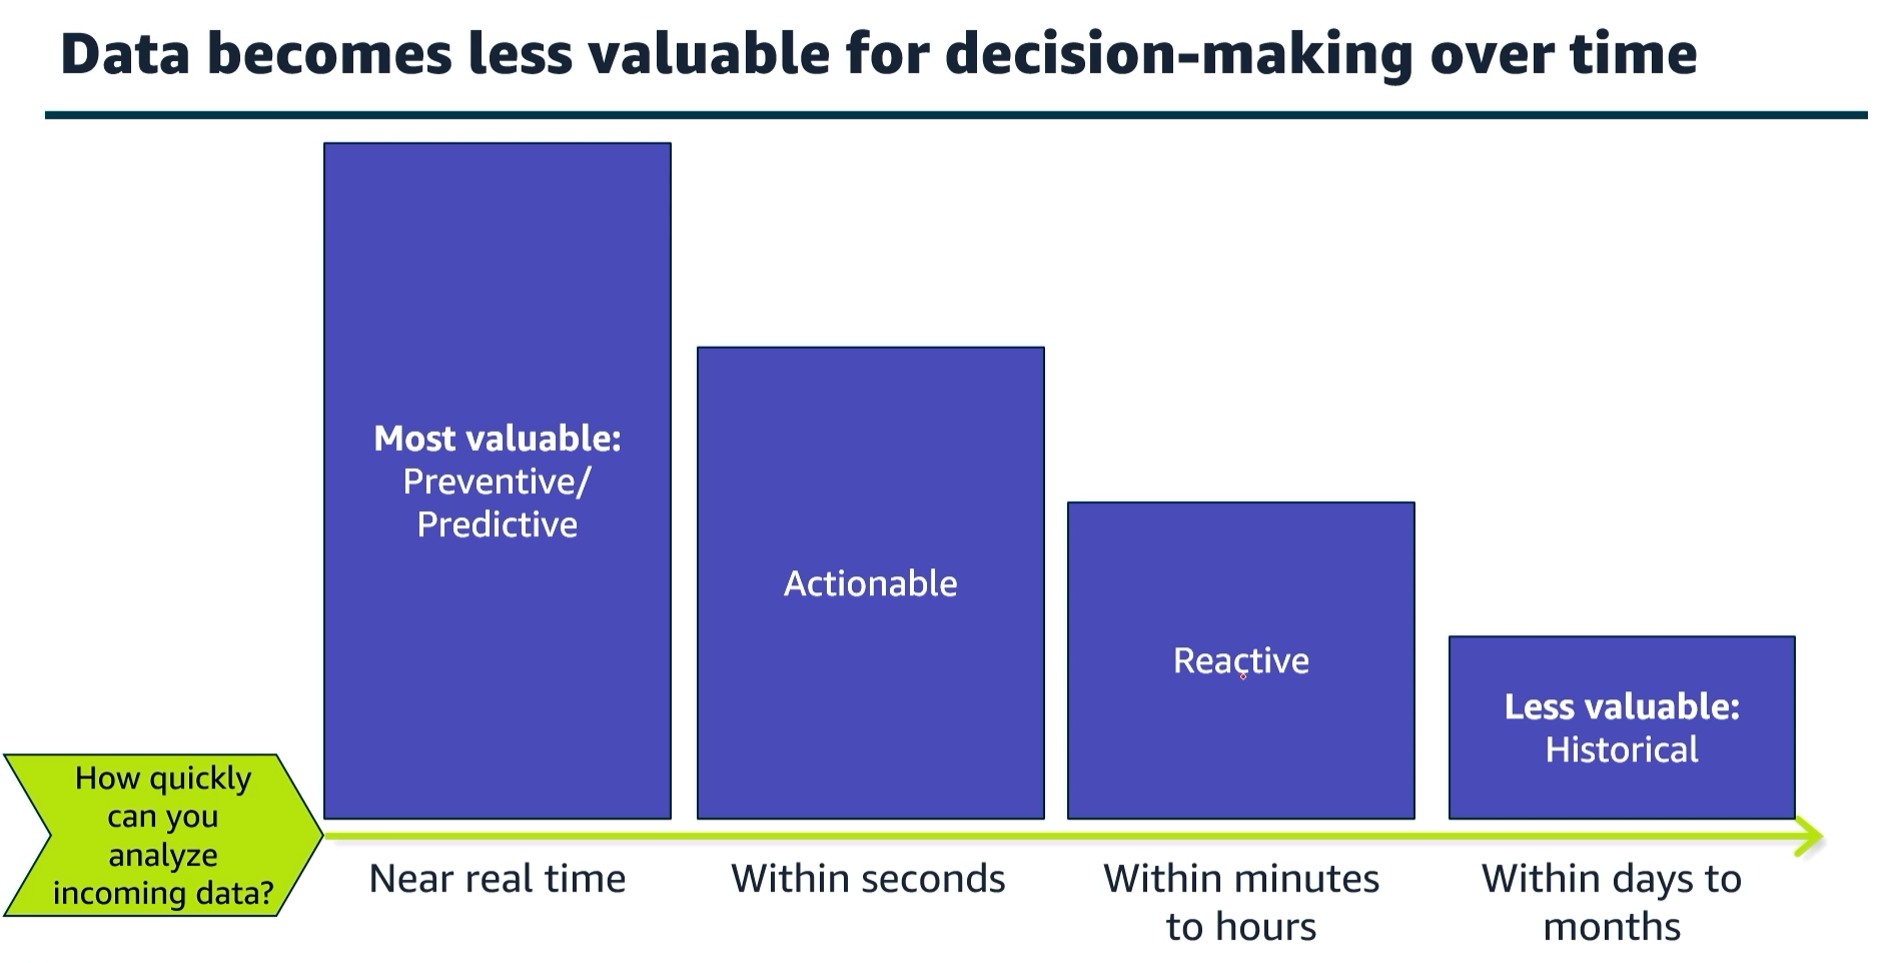 Data becomes less valuable for decision-making over time
Most valuable:
Preventive/
Predictive
Actionable
Reactive
Less valuable:
Historical
How quickly
can you
analyze
incoming data?
Near real time
Within seconds
Within minutes
to hours
Within days to
months